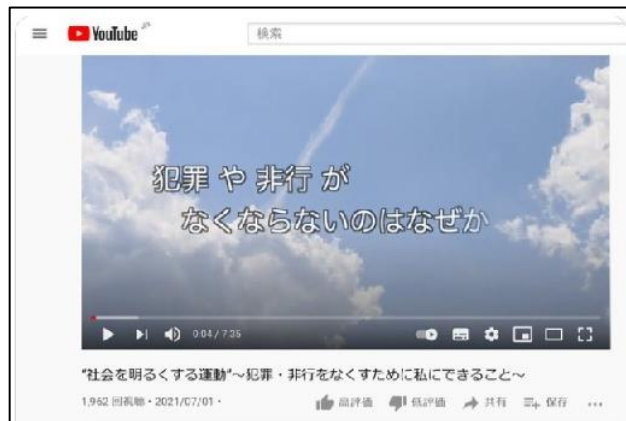 YouTube JP
検索
犯罪 や 非行 が
なくならないのはなぜか
0:04 / 7:35
"社会を明るくする運動"～犯罪・非行をなくすために私にできること～
1,962 回視聴・2021/07/01・
高評価 低評価 共有 保存 …